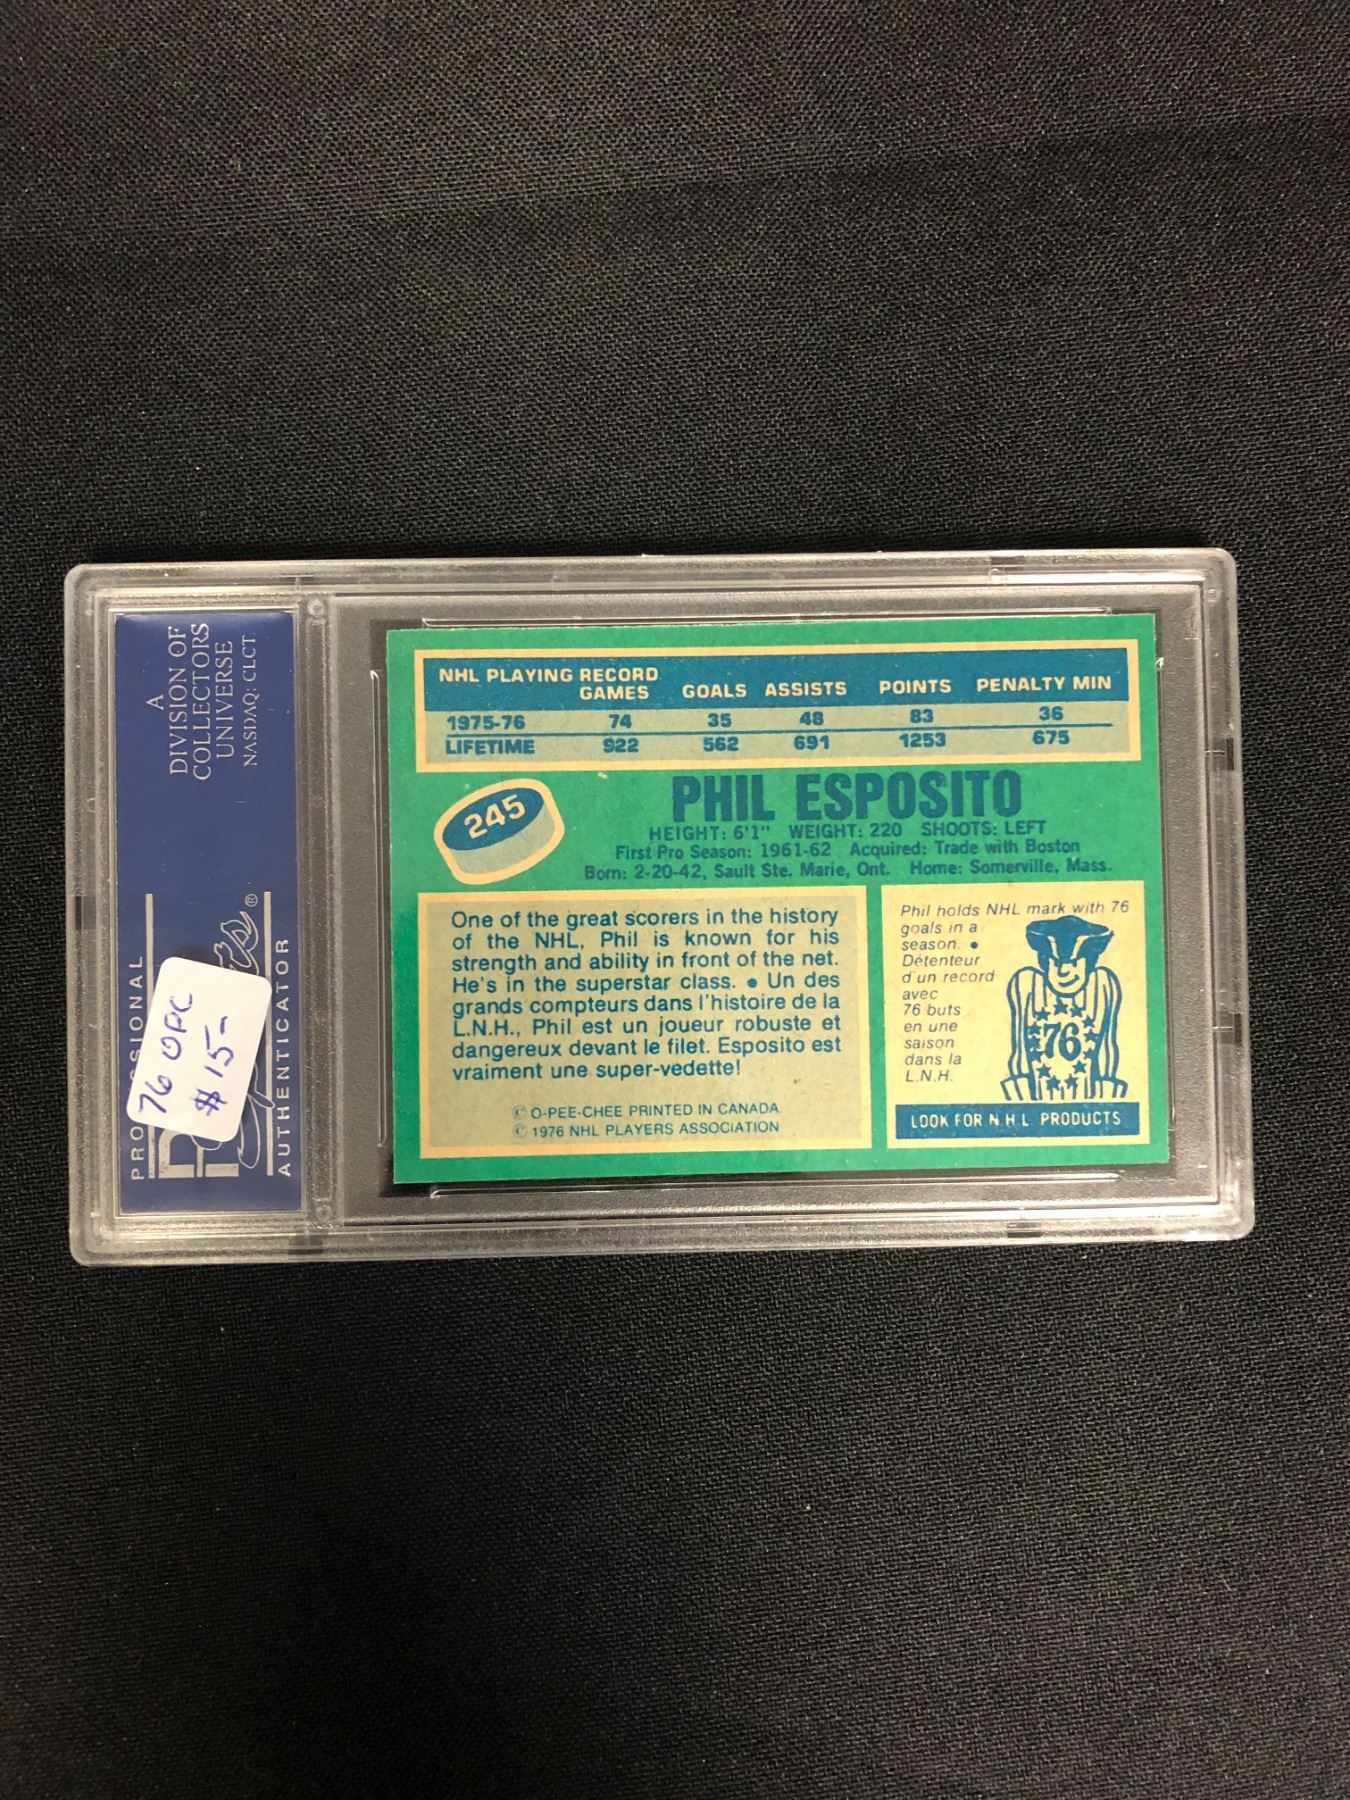 A
DIVISION OF
COLLECTORS
UNIVERSE
NASDAQ: CLCT
PROFESSIONAL
AUTHENTICATOR
®
76 OPC
$15-
NHL PLAYING RECORD
GAMES GOALS ASSISTS POINTS PENALTY MIN
1975-76 74 35 48 83 36
LIFETIME 922 562 691 1253 675
245
PHIL ESPOSITO
HEIGHT: 6'1" WEIGHT: 220 SHOOTS: LEFT
First Pro Season: 1961-62 Acquired: Trade with Boston
Born: 2-20-42, Sault Ste. Marie, Ont. Home: Somerville, Mass.
One of the great scorers in the history
of the NHL, Phil is known for his
strength and ability in front of the net.
He's in the superstar class. • Un des
grands compteurs dans l'histoire de la
L.N.H., Phil est un joueur robuste et
dangereux devant le filet. Esposito est
vraiment une super-vedette!
© O-PEE-CHEE PRINTED IN CANADA.
© 1976 NHL PLAYERS ASSOCIATION
Phil holds NHL mark with 76
goals in a
season. •
Détenteur
d'un record
avec
76 buts
en une
saison
dans la
L.N.H.
76
LOOK FOR N H L PRODUCTS